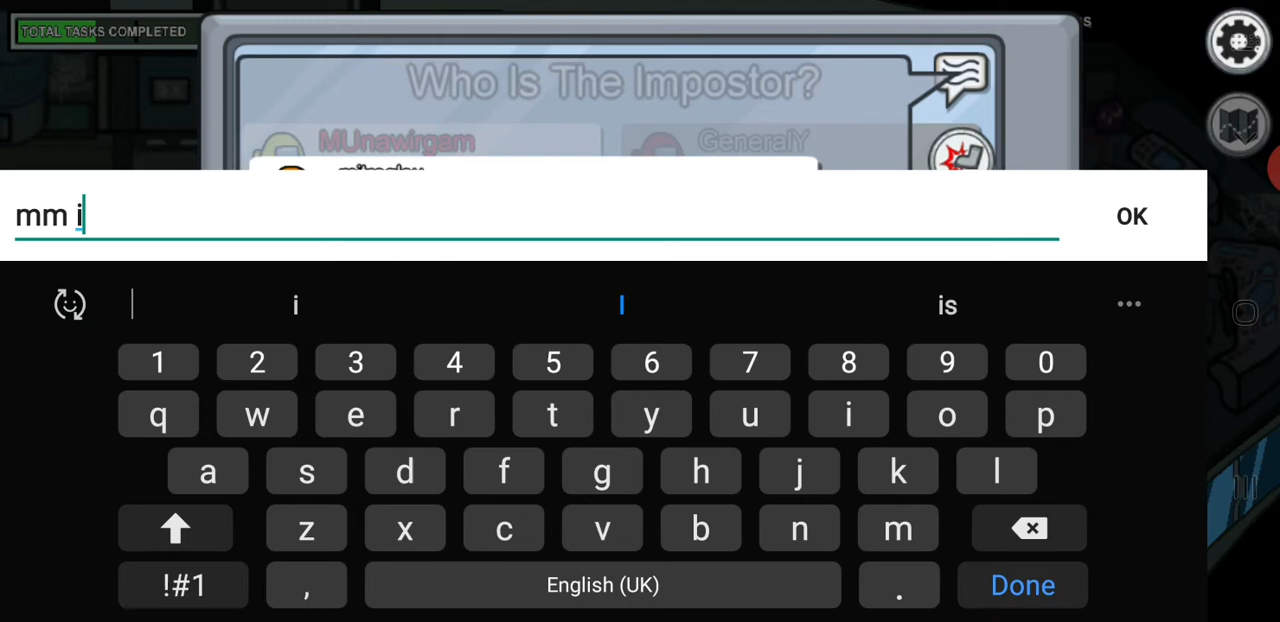 TOTAL TASKS COMPLETED
Who Is The Impostor?
MUnawirgam GeneralY
mm i
OK
i I is
1 2 3 4 5 6 7 8 9 0
q w e r t y u i o p
a s d f g h j k l
z x c v b n m
!#1 , English (UK) . Done